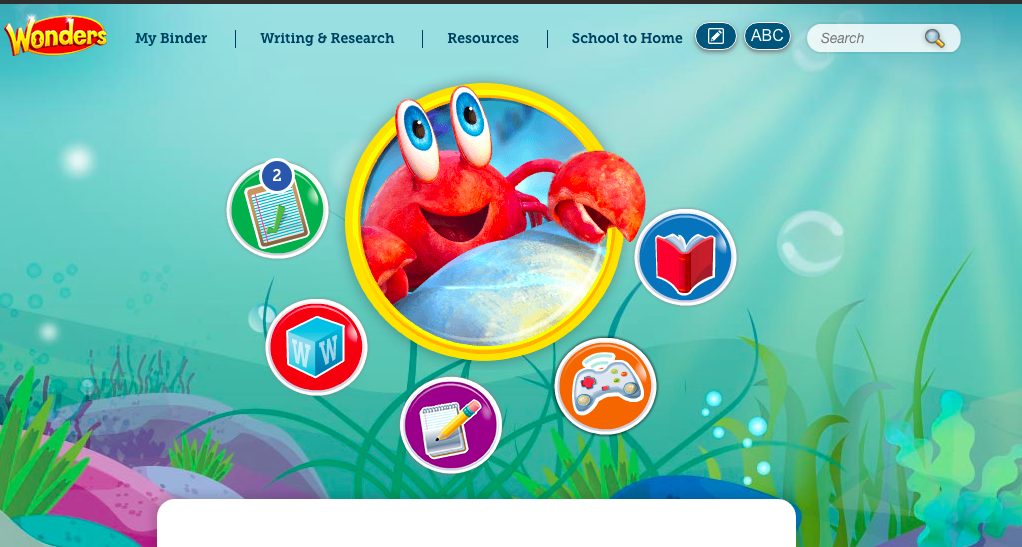 Wonders
My Binder
Writing & Research
Resources
School to Home
ABC
Search
2
W W